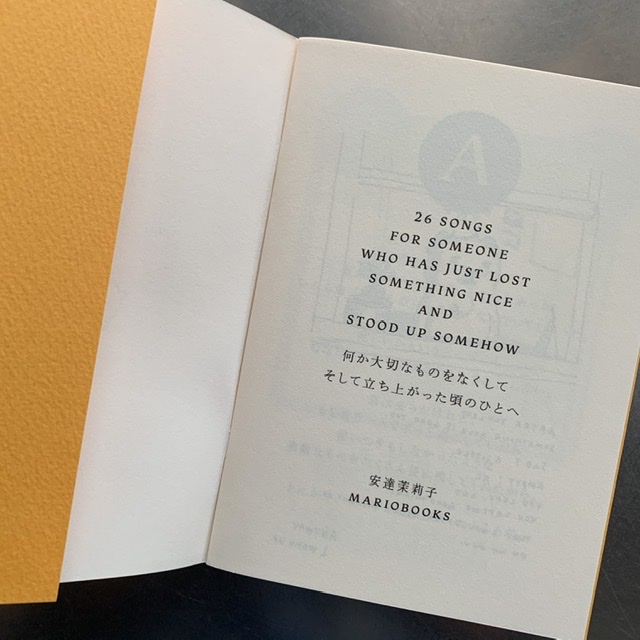 A
26 SONGS
FOR SOMEONE
WHO HAS JUST LOST
SOMETHING NICE
AND
STOOD UP SOMEHOW
何か大切なものをなくして
そして立ち上がった頃のひとへ
安達茉莉子
MARIOBOOKS